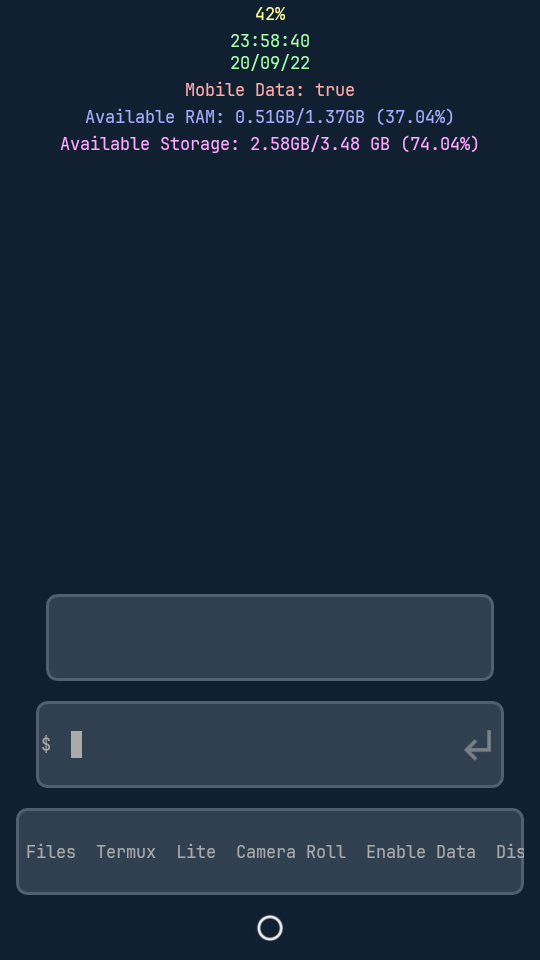 42%
23:58:40
20/09/22
Mobile Data: true
Available RAM: 0.51GB/1.37GB (37.04%)
Available Storage: 2.58GB/3.48 GB (74.04%)
$
Files Termux Lite Camera Roll Enable Data Dis